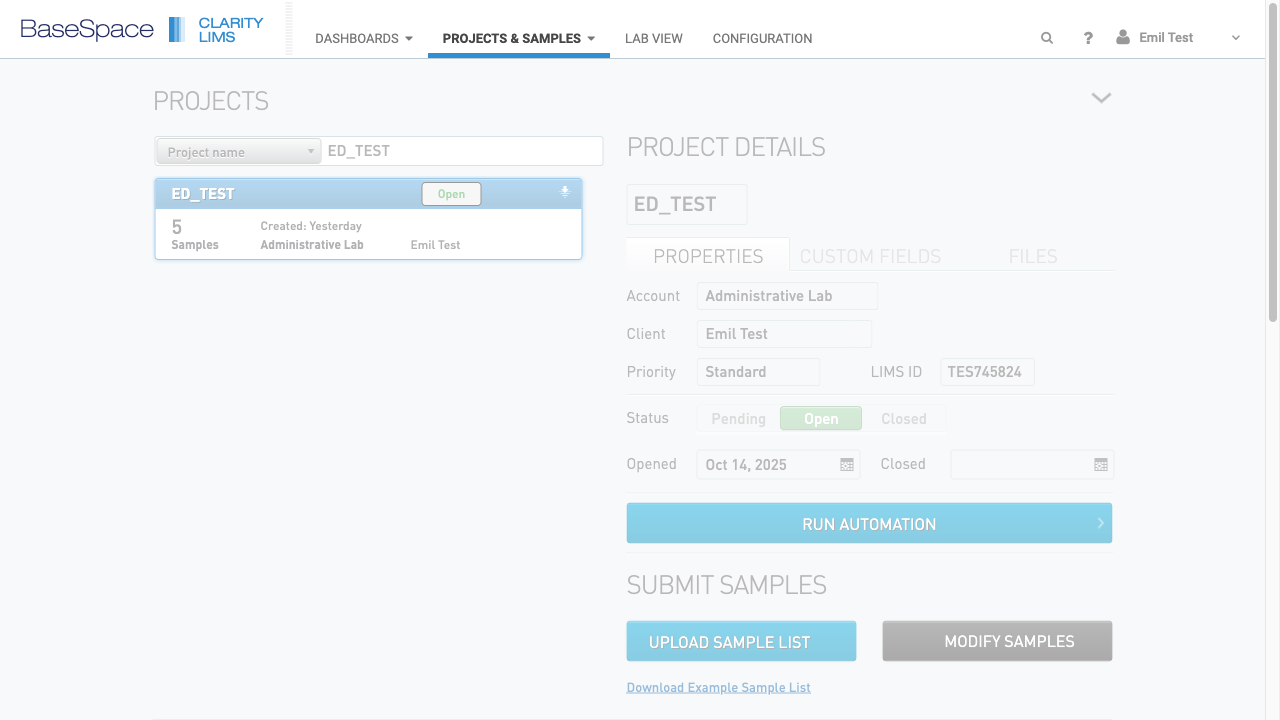 BaseSpace CLARITY LIMS
DASHBOARDS PROJECTS & SAMPLES LAB VIEW CONFIGURATION ? Emil Test
PROJECTS
Project name ED_TEST
ED_TEST Open
5 Samples
Created: Yesterday
Administrative Lab Emil Test
PROJECT DETAILS
ED_TEST
PROPERTIES CUSTOM FIELDS FILES
Account Administrative Lab
Client Emil Test
Priority Standard LIMS ID TES745824
Status Pending Open Closed
Opened Oct 14, 2025 Closed
RUN AUTOMATION
SUBMIT SAMPLES
UPLOAD SAMPLE LIST MODIFY SAMPLES
Download Example Sample List